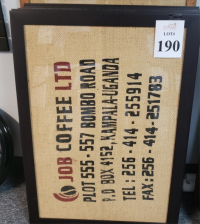 LOT#
190
JOB COFFEE LTD
PLOT 555-557 BOMBO ROAD
P.O BOX 4152, KAMPALA-UGANDA
TEL: 256-414-255914
FAX: 256-414-251783